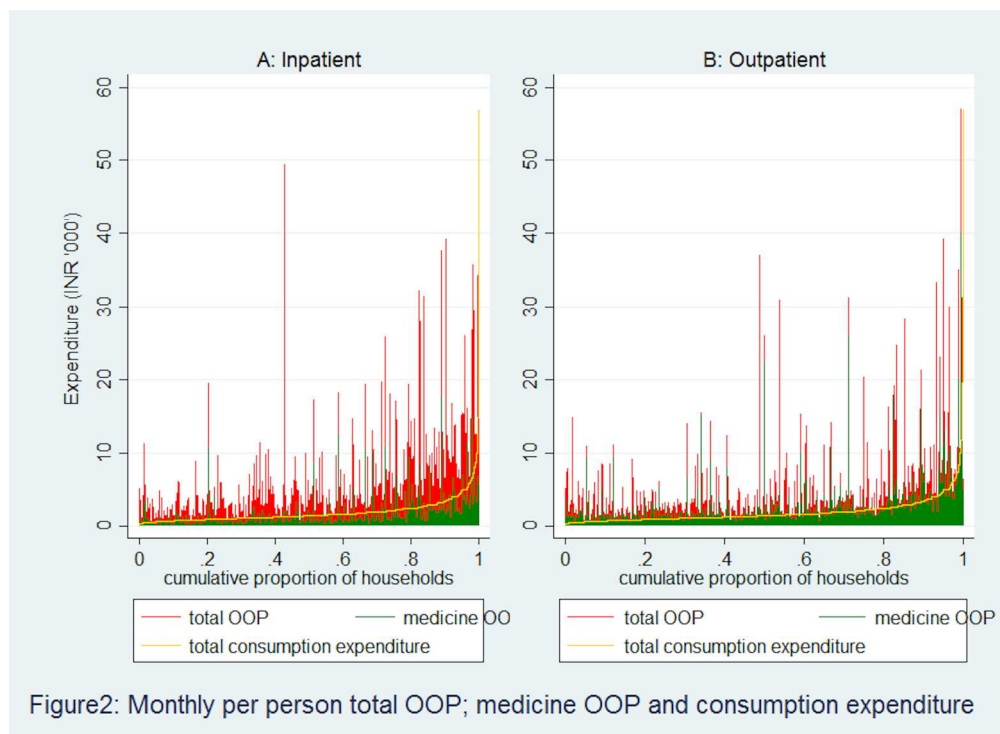 A: Inpatient
B: Outpatient
Expenditure (INR '000')
60
50
40
30
20
10
0
0 .2 .4 .6 .8 1
cumulative proportion of households
total OOP
medicine OO
total consumption expenditure
60
50
40
30
20
10
0
0 .2 .4 .6 .8 1
cumulative proportion of households
total OOP
medicine OOP
total consumption expenditure
Figure2: Monthly per person total OOP; medicine OOP and consumption expenditure